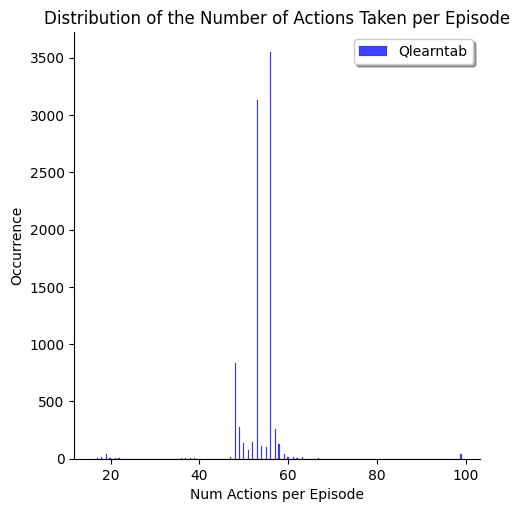 Distribution of the Number of Actions Taken per Episode
Qlearntab
3500
3000
2500
2000
1500
1000
500
0
Occurrence
20 40 60 80 100
Num Actions per Episode